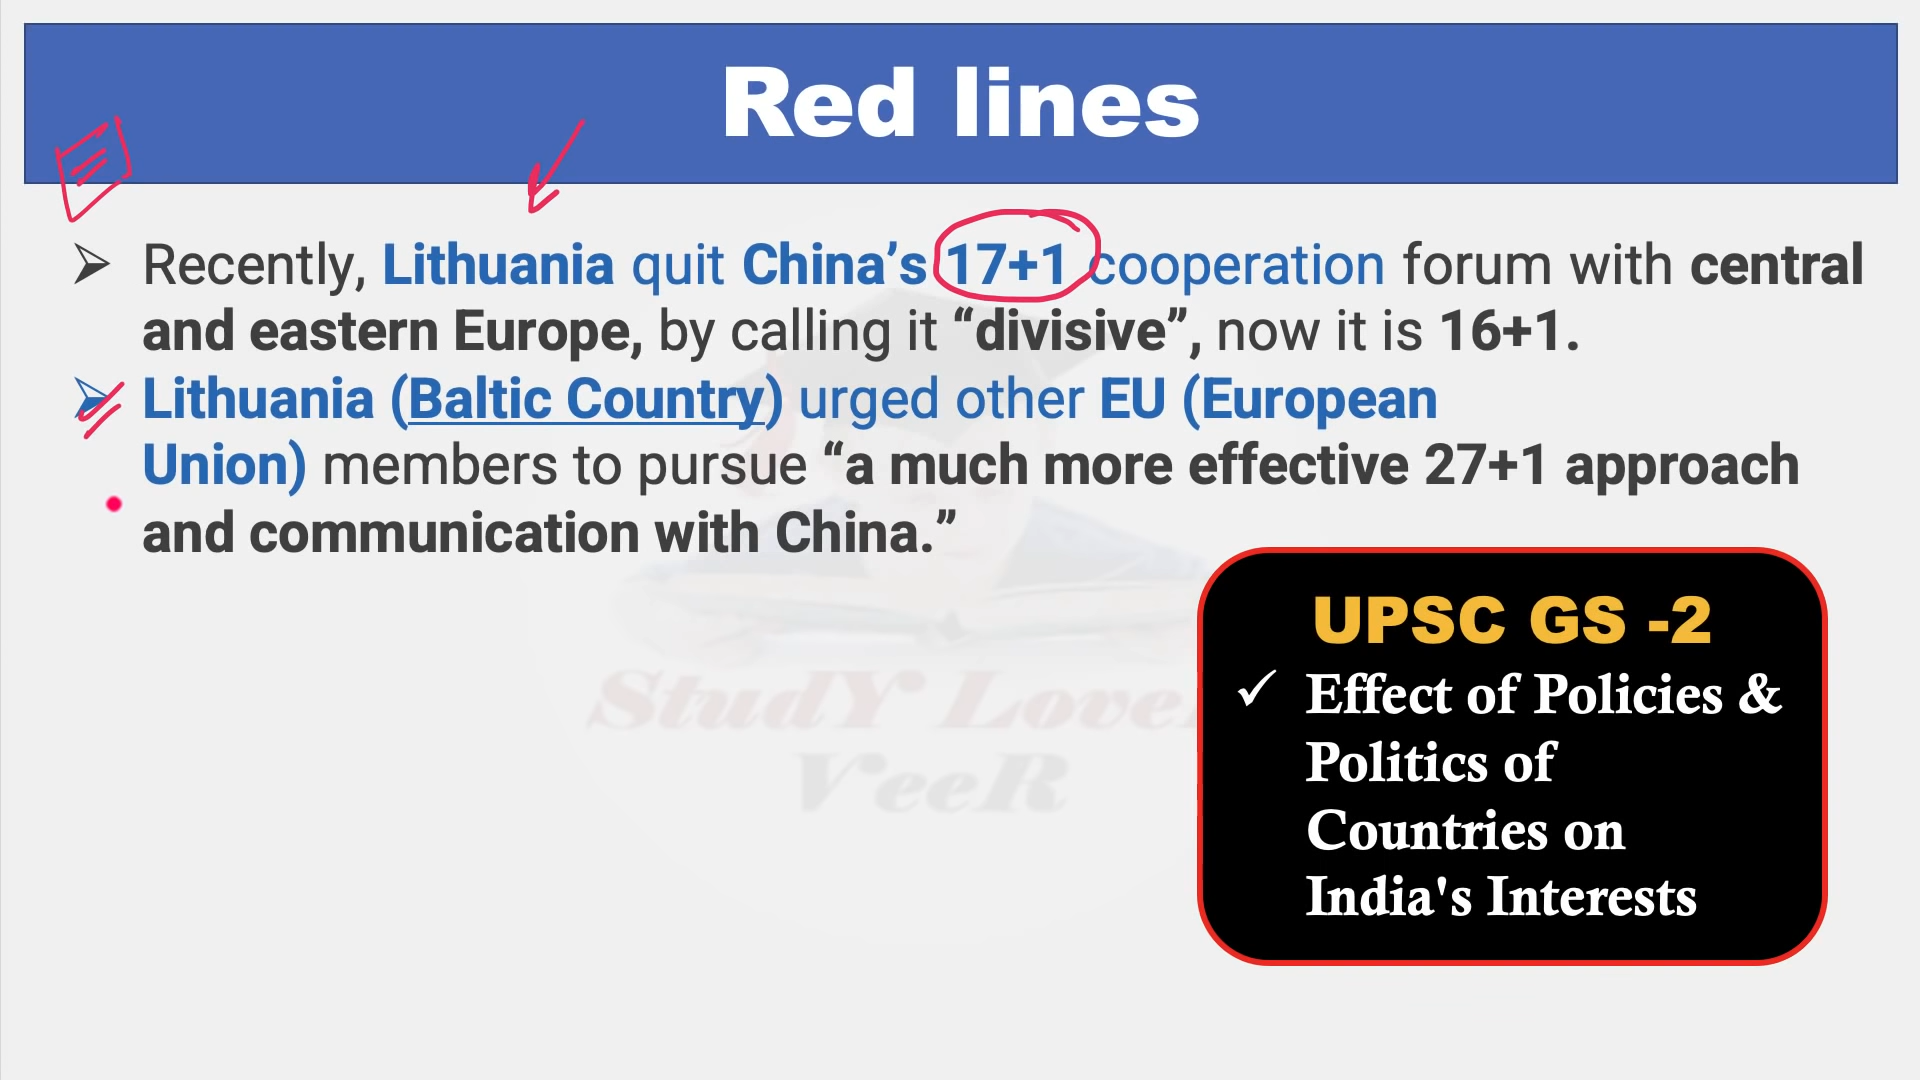 Red lines
Recently, Lithuania quit China’s 17+1 cooperation forum with central
and eastern Europe, by calling it “divisive”, now it is 16+1.
Lithuania (Baltic Country) urged other EU (European
Union) members to pursue “a much more effective 27+1 approach
and communication with China.”
UPSC GS -2
✓ Effect of Policies &
Politics of
Countries on
India's Interests
StudY Love
VeeR